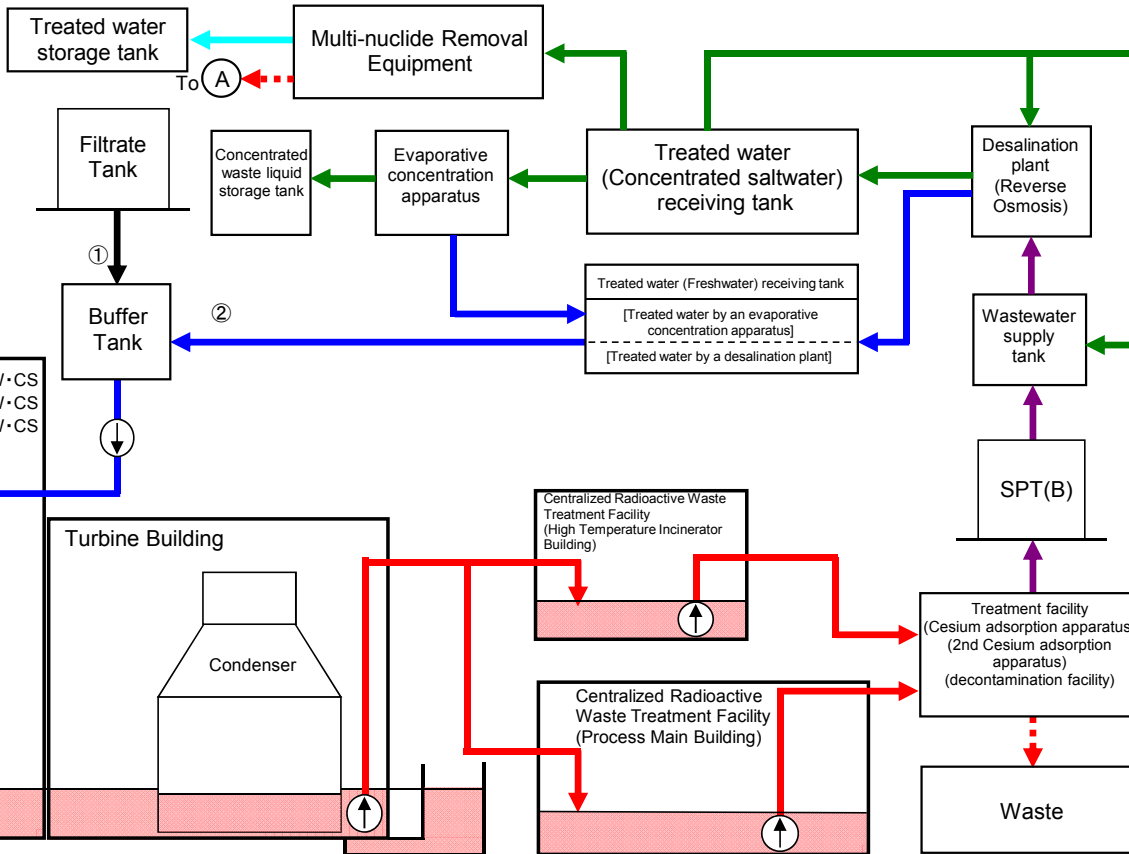 Treated water
storage tank
Multi-nuclide Removal
Equipment
To A
Filtrate
Tank
Concentrated
waste liquid
storage tank
Evaporative
concentration
apparatus
Treated water
(Concentrated saltwater)
receiving tank
Desalination
plant
(Reverse
Osmosis)
①
Buffer
Tank
②
Treated water (Freshwater) receiving tank
[Treated water by an evaporative
concentration apparatus]
[Treated water by a desalination plant]
Wastewater
supply
tank
・CS
・CS
・CS
SPT(B)
Turbine Building
Condenser
Centralized Radioactive Waste
Treatment Facility
(High Temperature Incinerator
Building)
Treatment facility
(Cesium adsorption apparatus
(2nd Cesium adsorption
apparatus)
(decontamination facility)
Centralized Radioactive
Waste Treatment Facility
(Process Main Building)
Waste